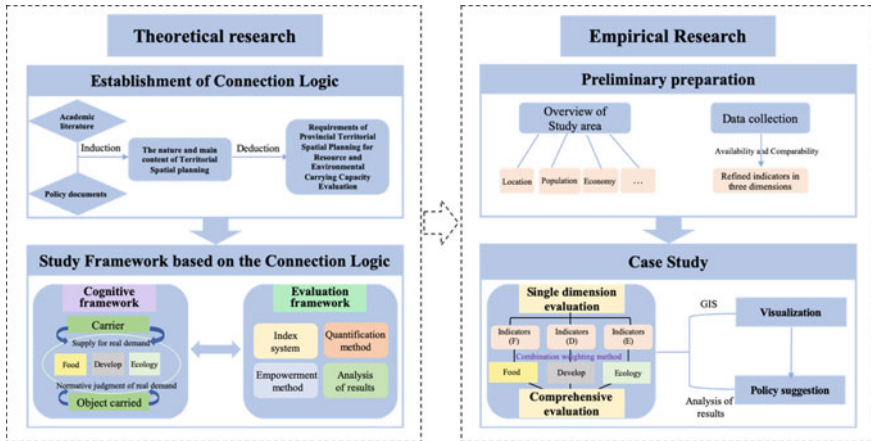 Theoretical research
Establishment of Connection Logic
Academic
literature
Policy documents
Induction
The nature and main
content of Territorial
Spatial planning
Deduction
Requirements of
Provincial Territorial
Spatial Planning for
Resource and
Environmental
Carrying Capacity
Evaluation
Study Framework based on the Connection Logic
Cognitive
framework
Carrier
Supply for real demand
Food
Develop
Ecology
Normative judgment of real demand
Object carried
Evaluation
framework
Index
system
Quantification
method
Empowerment
method
Analysis
of results
Empirical Research
Preliminary preparation
Overview of
Study area
Location
Population
Economy
...
Data collection
Availability and Comparability
Refined indicators in
three dimensions
Case Study
Single dimension
evaluation
Indicators
(F)
Indicators
(D)
Indicators
(E)
Combination weighting method
Food
Develop
Ecology
Comprehensive
evaluation
GIS
Analysis of
results
Visualization
Policy suggestion